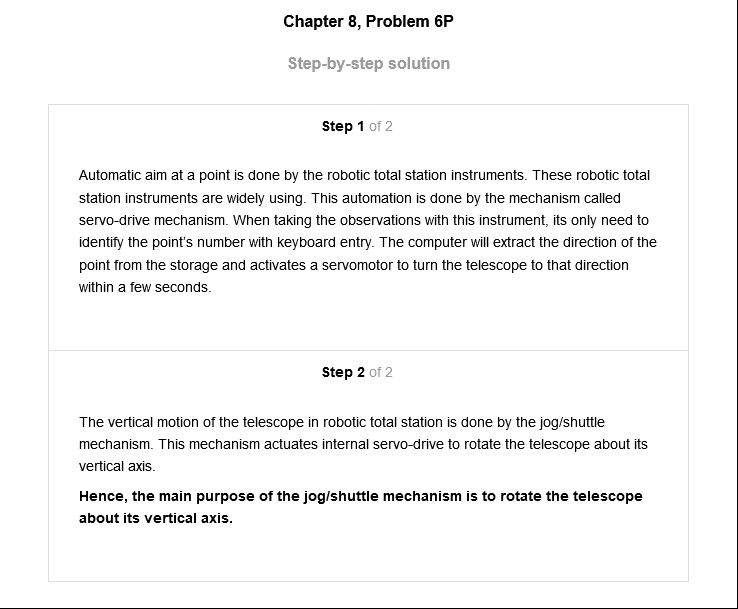 Chapter 8, Problem 6P
Step-by-step solution
Step 1 of 2
Automatic aim at a point is done by the robotic total station instruments. These robotic total
station instruments are widely using. This automation is done by the mechanism called
servo-drive mechanism. When taking the observations with this instrument, its only need to
identify the point's number with keyboard entry. The computer will extract the direction of the
point from the storage and activates a servomotor to turn the telescope to that direction
within a few seconds.
Step 2 of 2
The vertical motion of the telescope in robotic total station is done by the jog/shuttle
mechanism. This mechanism actuates internal servo-drive to rotate the telescope about its
vertical axis.
Hence, the main purpose of the jog/shuttle mechanism is to rotate the telescope
about its vertical axis.